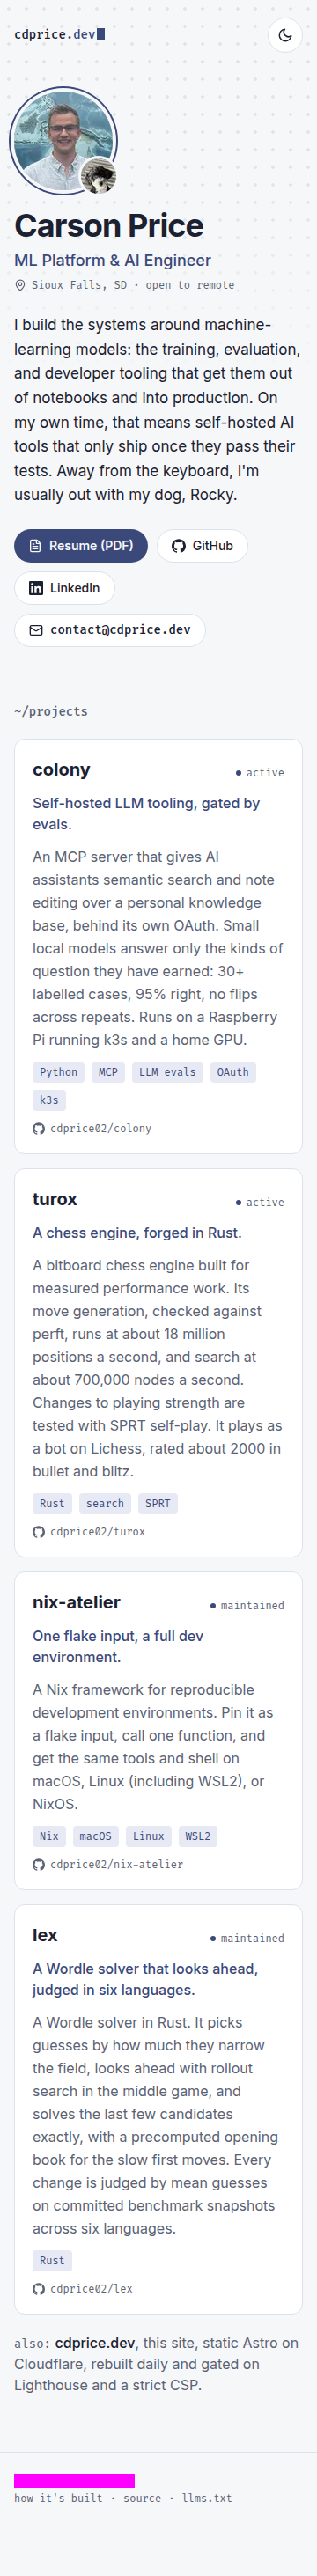 cdprice.dev
Carson Price
ML Platform & AI Engineer
Sioux Falls, SD · open to remote
I build the systems around machine-
learning models: the training, evaluation,
and developer tooling that get them out
of notebooks and into production. On
my own time, that means self-hosted AI
tools that only ship once they pass their
tests. Away from the keyboard, I'm
usually out with my dog, Rocky.
Resume (PDF) GitHub
LinkedIn
contact@cdprice.dev
~/projects
colony active
Self-hosted LLM tooling, gated by
evals.
An MCP server that gives AI
assistants semantic search and note
editing over a personal knowledge
base, behind its own OAuth. Small
local models answer only the kinds of
question they have earned: 30+
labelled cases, 95% right, no flips
across repeats. Runs on a Raspberry
Pi running k3s and a home GPU.
Python MCP LLM evals OAuth
k3s
cdprice02/colony
turox active
A chess engine, forged in Rust.
A bitboard chess engine built for
measured performance work. Its
move generation, checked against
perft, runs at about 18 million
positions a second, and search at
about 700,000 nodes a second.
Changes to playing strength are
tested with SPRT self-play. It plays as
a bot on Lichess, rated about 2000 in
bullet and blitz.
Rust search SPRT
cdprice02/turox
nix-atelier maintained
One flake input, a full dev
environment.
A Nix framework for reproducible
development environments. Pin it as
a flake input, call one function, and
get the same tools and shell on
macOS, Linux (including WSL2), or
NixOS.
Nix macOS Linux WSL2
cdprice02/nix-atelier
lex maintained
A Wordle solver that looks ahead,
judged in six languages.
A Wordle solver in Rust. It picks
guesses by how much they narrow
the field, looks ahead with rollout
search in the middle game, and
solves the last few candidates
exactly, with a precomputed opening
book for the slow first moves. Every
change is judged by mean guesses
on committed benchmark snapshots
across six languages.
Rust
cdprice02/lex
also: cdprice.dev, this site, static Astro on
Cloudflare, rebuilt daily and gated on
Lighthouse and a strict CSP.
how it's built · source · llms.txt